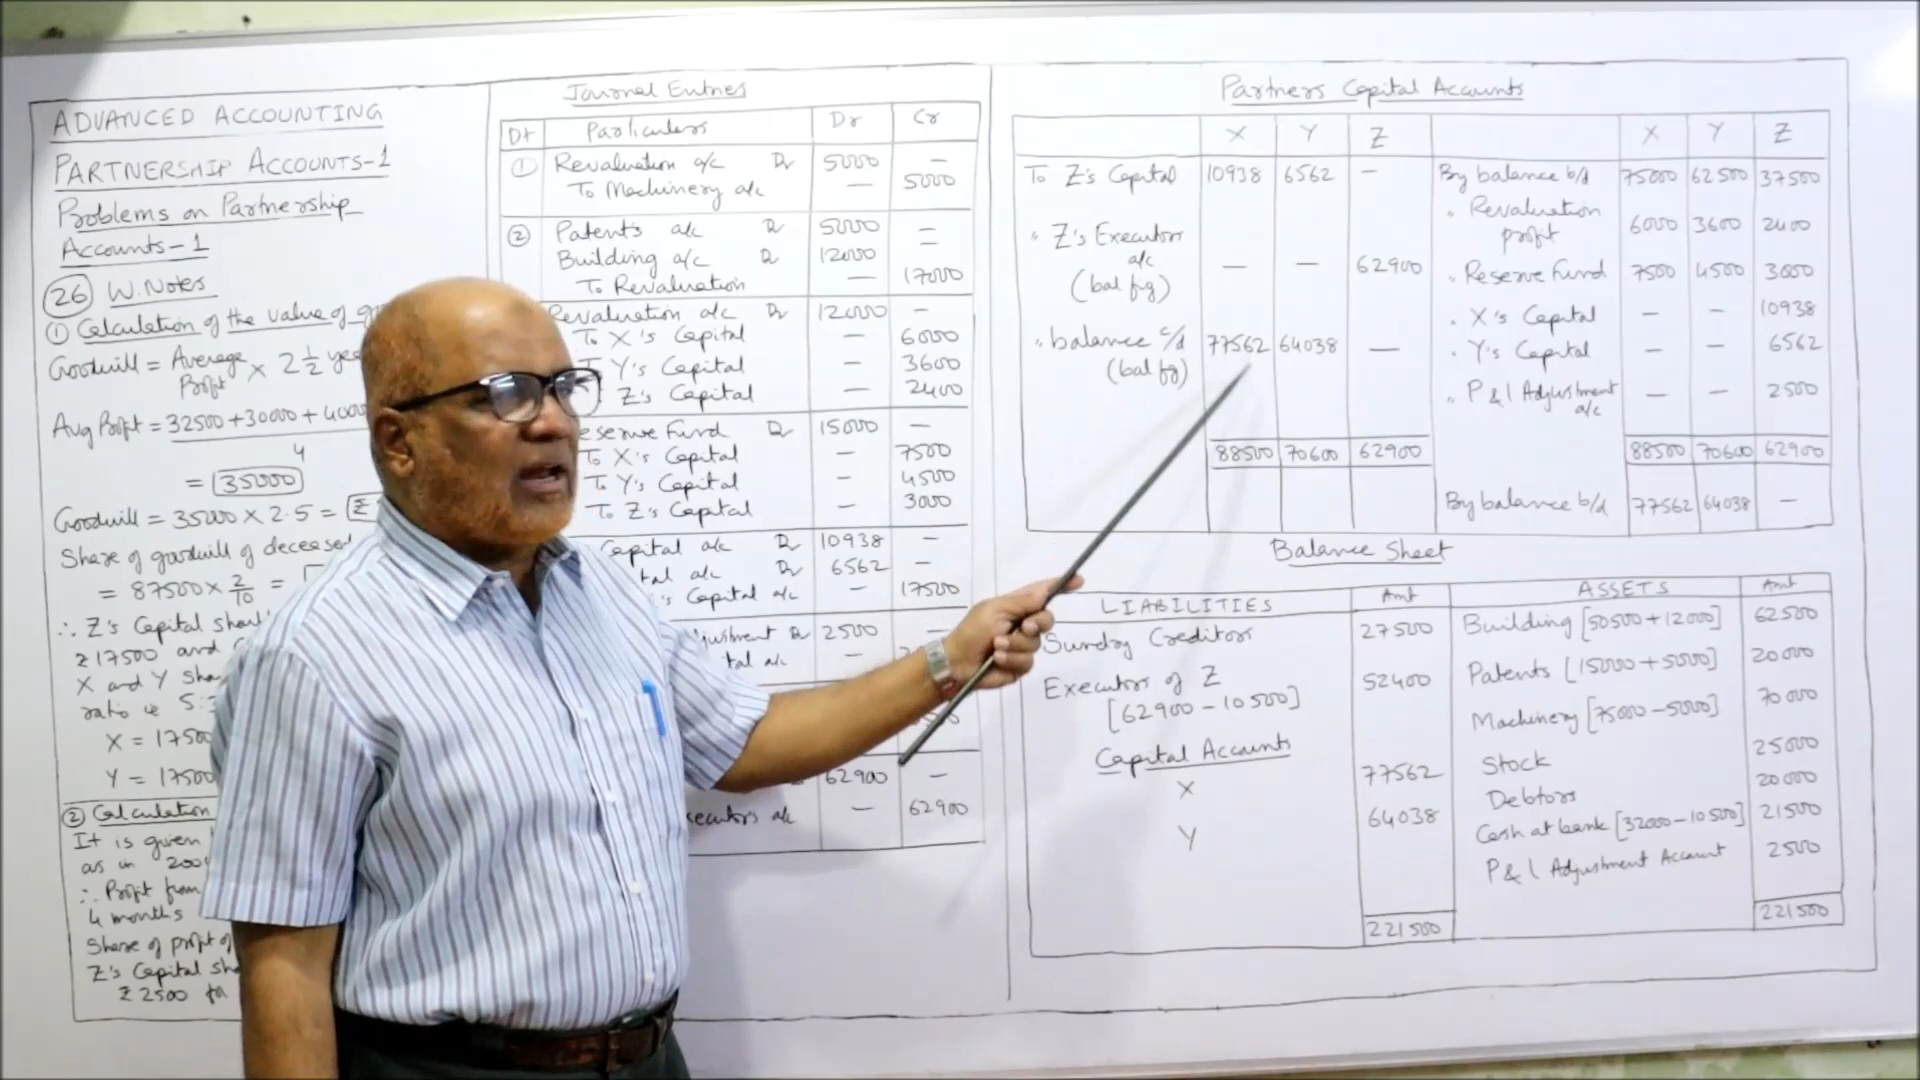 ADVANCED ACCOUNTING
PARTNERSHIP ACCOUNTS-1
Problems on Partnership
Accounts-1
26 W. Notes
① Calculation of the value of
Goodwill = Average Profit × 2 1/2
Avg Profit = 32500 + 30000 + 40000
4
= 35000
Goodwill = 35000 × 2.5 = ₹
Share of goodwill of deceased
= 87500 × 2/10 =
∴ Z's Capital
₹17500 and
X and Y
ratio ie 5:
X = 17500
Y = 17500
② Calculation
It is given
as in
∴ Profit from
4 months
Share of profit of
Z's Capital
₹2500
Journal Entries
Dt Particulars Dr Cr
① Revaluation a/c Dr 5000 —
To Machinery a/c — 5000
② Patents a/c Dr 5000 —
Building a/c Dr 12000 —
To Revaluation — 17000
Revaluation a/c Dr 12000 —
To X's Capital — 6000
To Y's Capital — 3600
Z's Capital — 2400
Fund Dr 15000 —
To X's Capital — 7500
To Y's Capital — 4500
To Z's Capital — 3000
Capital a/c Dr 10938 —
a/c Dr 6562 —
Capital a/c — 17500
Dr 2500 —
a/c —
62900 —
a/c — 62900
Partners Capital Accounts
X Y Z X Y Z
To Z's Capital 10938 6562 — By balance b/d 75000 62500 37500
" Z's Executor a/c (bal fig) — — 62900 " Revaluation profit 6000 3600 2400
" Reserve Fund 7500 4500 3000
" X's Capital — — 10938
" balance c/d (bal fig) 77562 64038 — " Y's Capital — — 6562
" P & L Adjustment a/c — — 2500
88500 70600 62900 88500 70600 62900
By balance b/d 77562 64038 —
Balance Sheet
LIABILITIES Amt ASSETS Amt
Sundry Creditors 27500 Building [50500+12000] 62500
Executors of Z [62900-10500] 52400 Patents [15000+5000] 20000
Machinery [75000-5000] 70000
Capital Accounts
X 77562 Stock 25000
Debtors 20000
Y 64038 Cash at bank [32000-10500] 21500
P & L Adjustment Account 2500
221500 221500